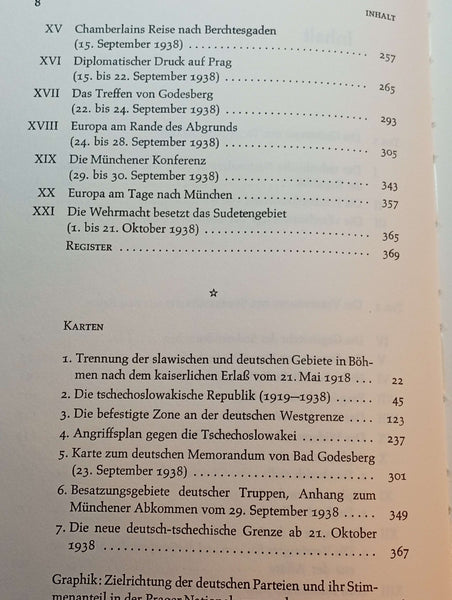 8
INHALT
XV Chamberlains Reise nach Berchtesgaden
(15. September 1938) 257
XVI Diplomatischer Druck auf Prag
(15. bis 22. September 1938) 265
XVII Das Treffen von Godesberg
(22. bis 24. September 1938) 293
XVIII Europa am Rande des Abgrunds
(24. bis 28. September 1938) 305
XIX Die Münchener Konferenz
(29. bis 30. September 1938) 343
XX Europa am Tage nach München 357
XXI Die Wehrmacht besetzt das Sudetengebiet
(1. bis 21. Oktober 1938) 365
REGISTER 369
☆
KARTEN
1. Trennung der slawischen und deutschen Gebiete in Böh-
men nach dem kaiserlichen Erlaß vom 21. Mai 1918 ... 22
2. Die tschechoslowakische Republik (1919—1938) 45
3. Die befestigte Zone an der deutschen Westgrenze 123
4. Angriffsplan gegen die Tschechoslowakei 237
5. Karte zum deutschen Memorandum von Bad Godesberg
(23. September 1938) 301
6. Besatzungsgebiete deutscher Truppen, Anhang zum
Münchener Abkommen vom 29. September 1938 349
7. Die neue deutsch-tschechische Grenze ab 21. Oktober
1938 367
Graphik: Zielrichtung der deutschen Parteien und ihr Stim-
menanteil in der Prager